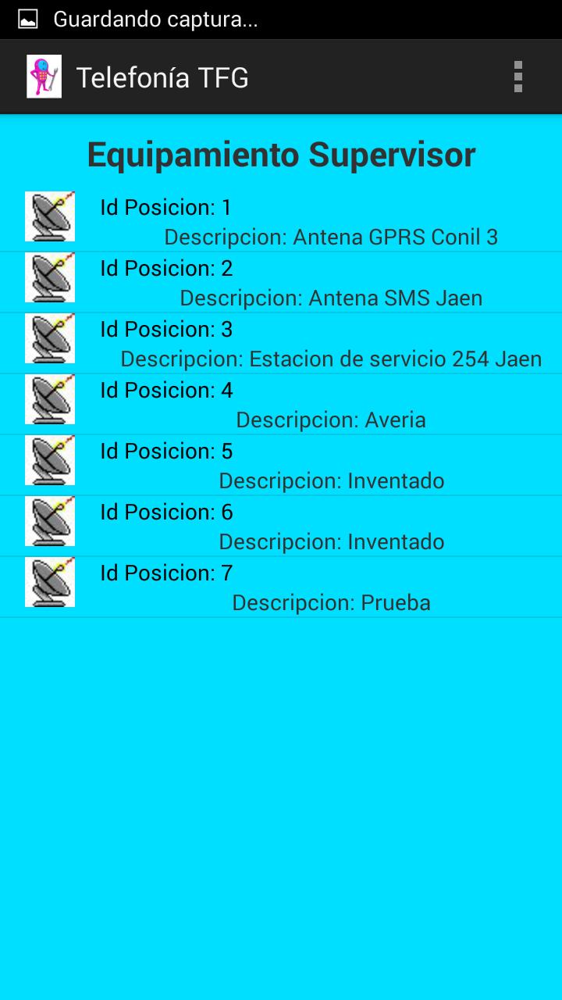 Guardando captura...
Telefonía TFG
Equipamiento Supervisor
Id Posicion: 1
Descripcion: Antena GPRS Conil 3
Id Posicion: 2
Descripcion: Antena SMS Jaen
Id Posicion: 3
Descripcion: Estacion de servicio 254 Jaen
Id Posicion: 4
Descripcion: Averia
Id Posicion: 5
Descripcion: Inventado
Id Posicion: 6
Descripcion: Inventado
Id Posicion: 7
Descripcion: Prueba